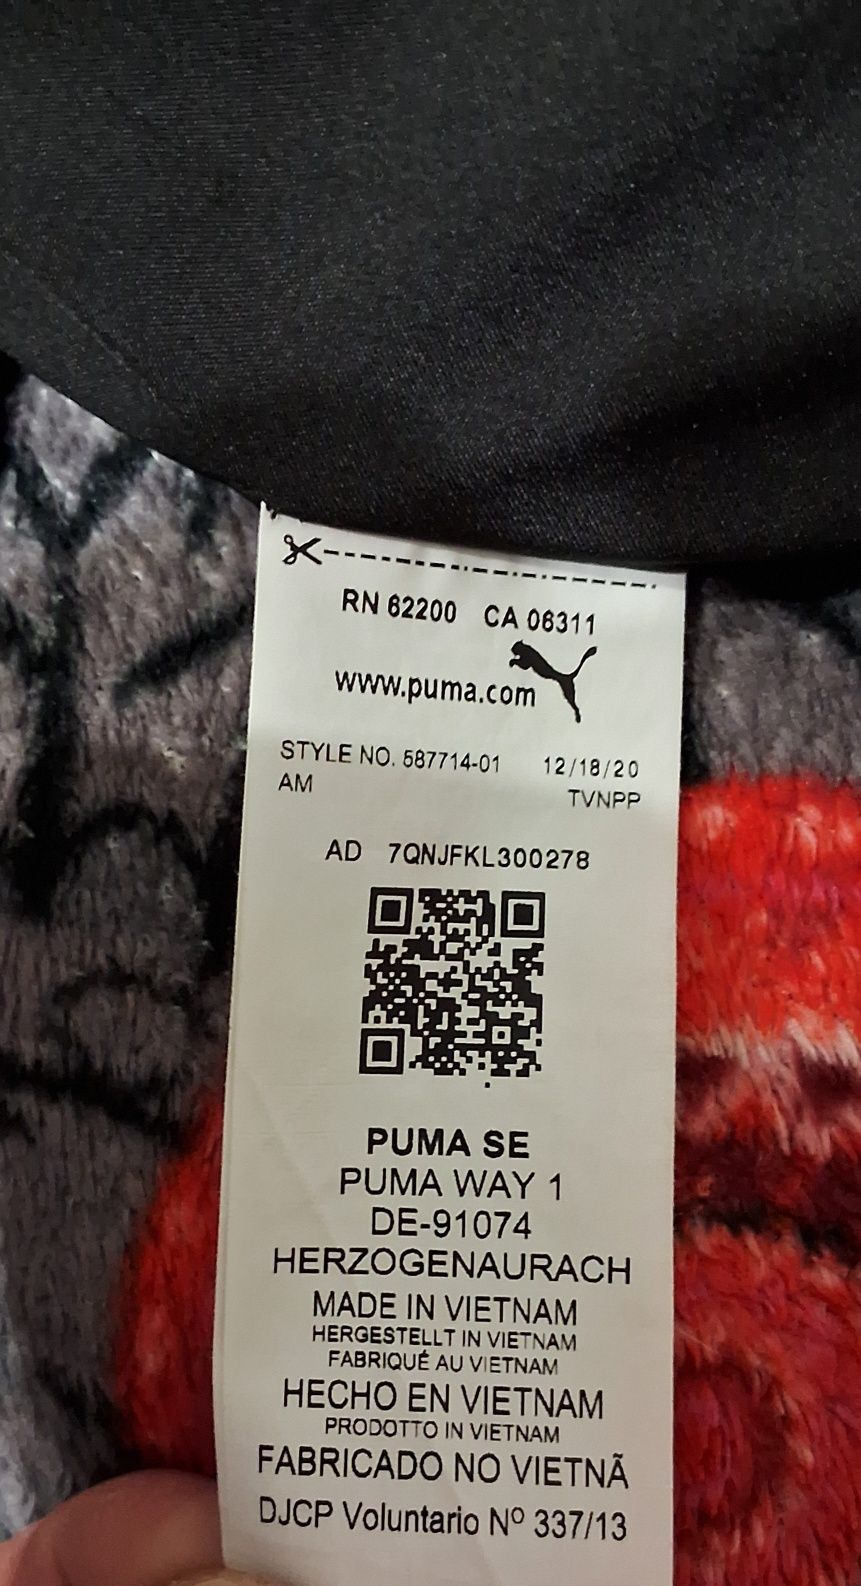 RN 62200 CA 06311
www.puma.com
STYLE NO. 587714-01 12/18/20
AM TVNPP
AD 7QNJFKL300278
PUMA SE
PUMA WAY 1
DE-91074
HERZOGENAURACH
MADE IN VIETNAM
HERGESTELLT IN VIETNAM
FABRIQUÉ AU VIETNAM
HECHO EN VIETNAM
PRODOTTO IN VIETNAM
FABRICADO NO VIETNÃ
DJCP Voluntario Nº 337/13